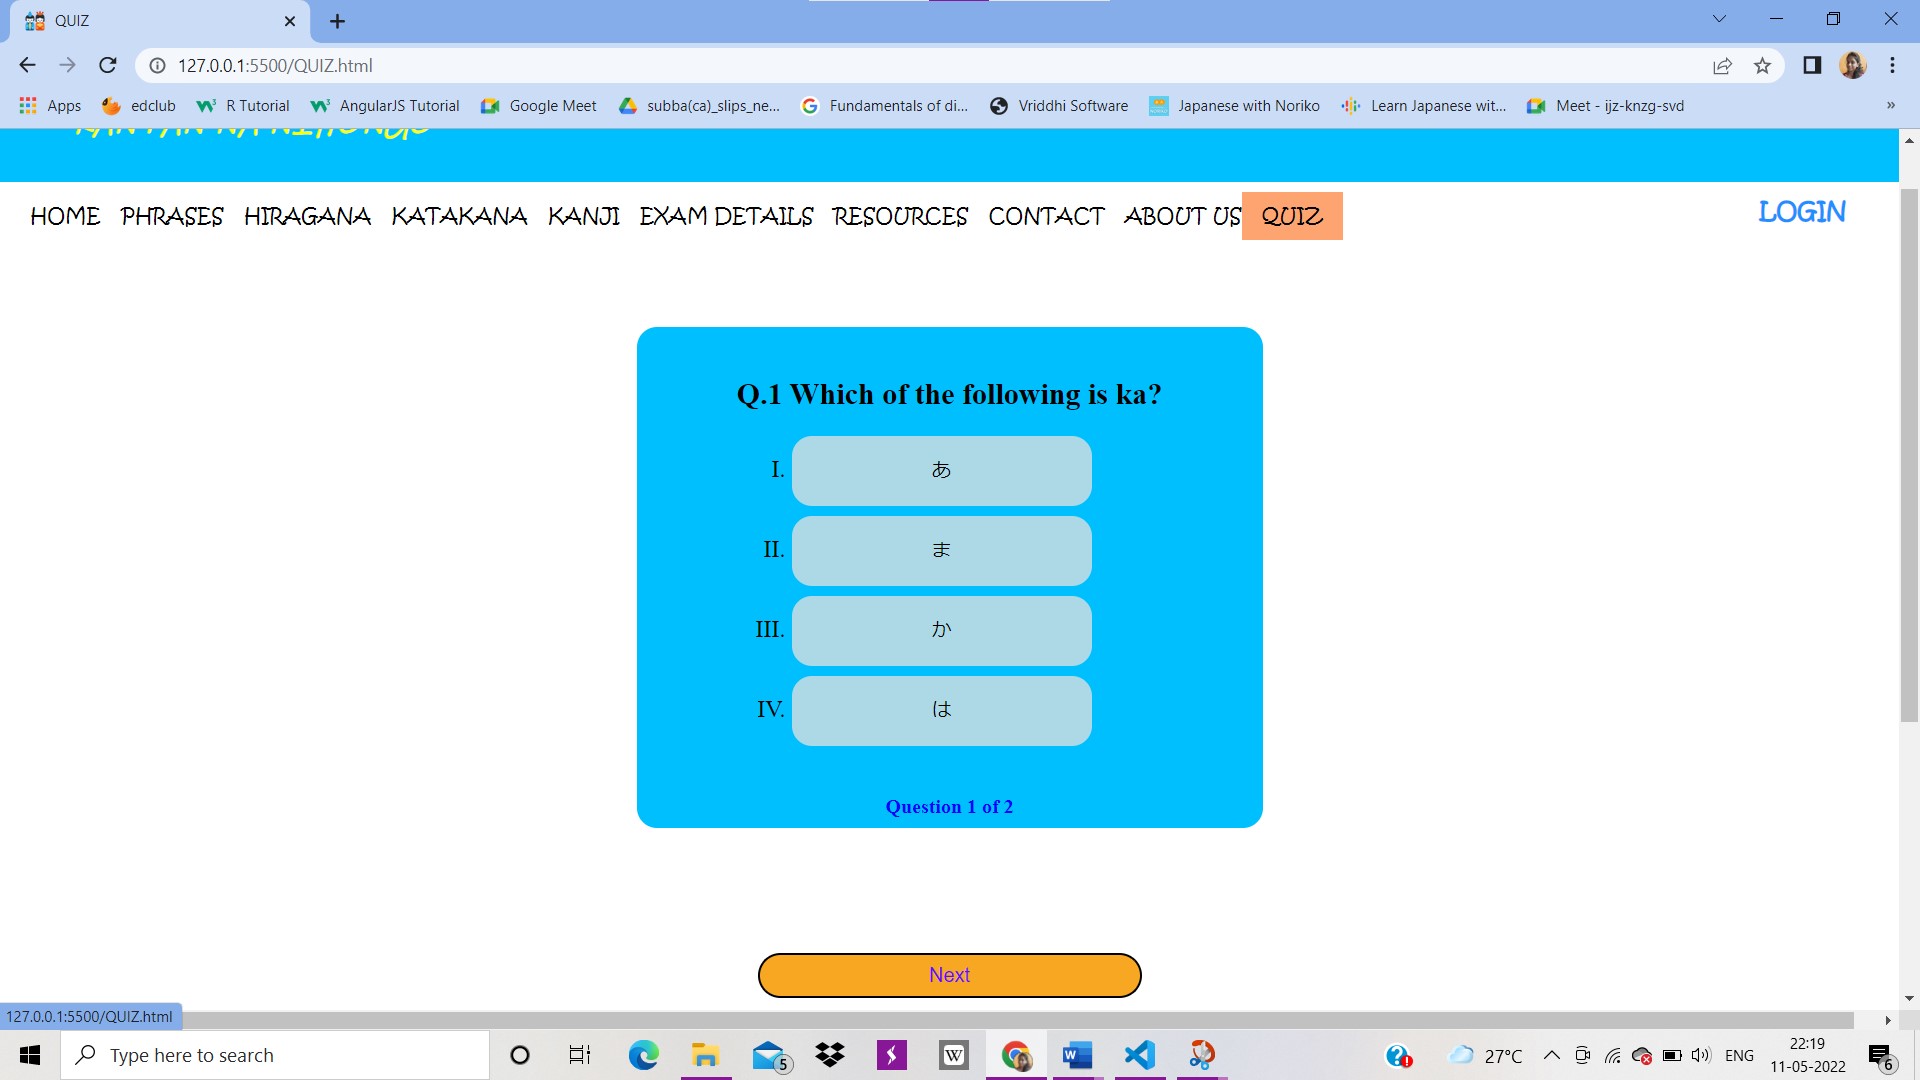 QUIZ
127.0.0.1:5500/QUIZ.html
Apps edclub R Tutorial AngularJS Tutorial Google Meet subba(ca)_slips_ne... Fundamentals of di... Vriddhi Software Japanese with Noriko Learn Japanese wit... Meet - ijz-knzg-svd »
HOME PHRASES HIRAGANA KATAKANA KANJI EXAM DETAILS RESOURCES CONTACT ABOUT US QUIZ LOGIN
Q.1 Which of the following is ka?
I. あ
II. ま
III. か
IV. は
Question 1 of 2
Next
127.0.0.1:5500/QUIZ.html
Type here to search
5
W
W
27°C
ENG
22:19
11-05-2022
6